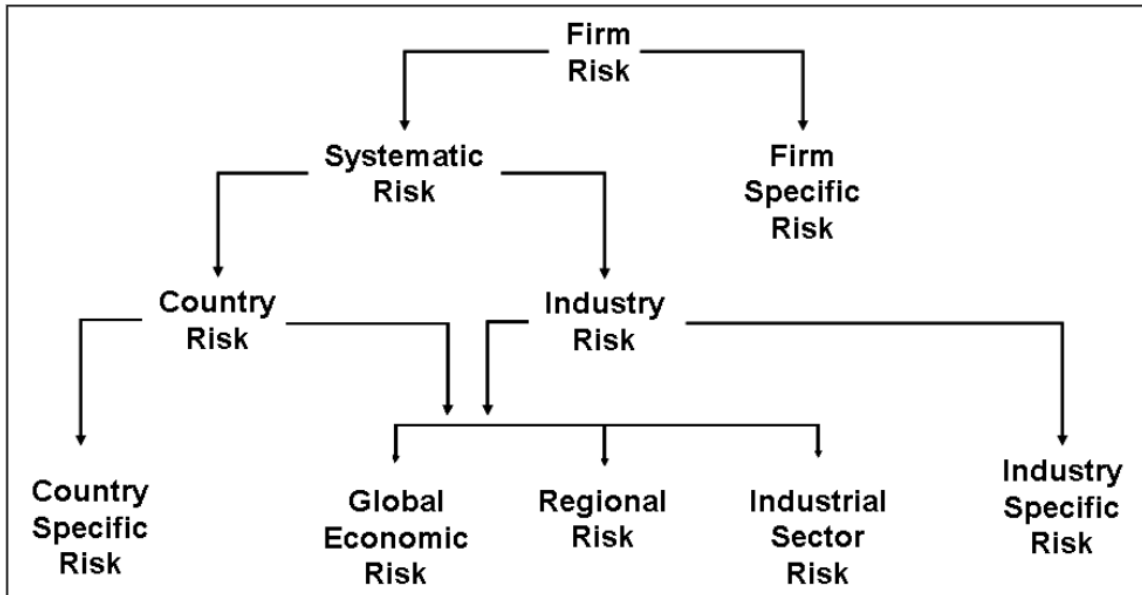 Firm
Risk
Systematic
Risk
Firm
Specific
Risk
Country
Risk
Industry
Risk
Country
Specific
Risk
Global
Economic
Risk
Regional
Risk
Industrial
Sector
Risk
Industry
Specific
Risk